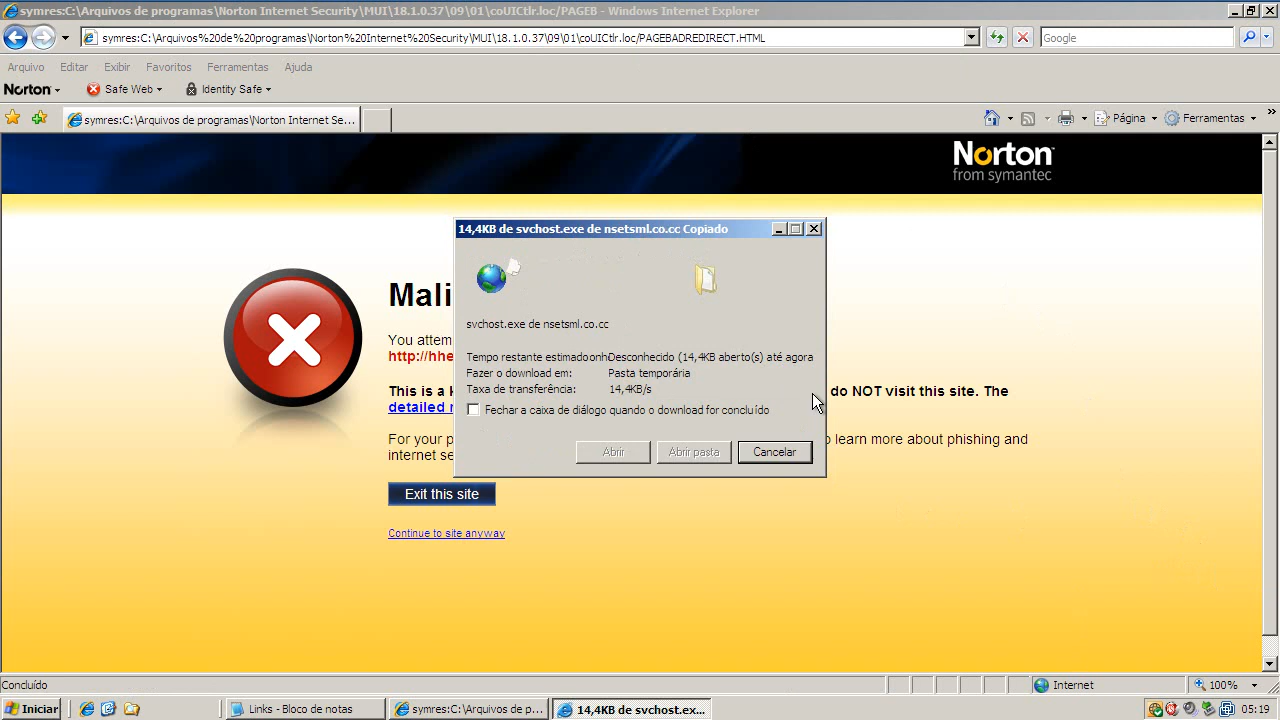 symres:C:\Arquivos de programas\Norton Internet Security\MUI\18.1.0.37\09\01\coUICtlr.loc/PAGEB - Windows Internet Explorer
symres:C:\Arquivos%20de%20programas\Norton%20Internet%20Security\MUI\18.1.0.37\09\01\coUICtlr.loc/PAGEBADREDIRECT.HTML
Google
Arquivo Editar Exibir Favoritos Ferramentas Ajuda
Norton Safe Web Identity Safe
symres:C:\Arquivos de programas\Norton Internet Se...
Página Ferramentas
Norton
from symantec
14,4KB de svchost.exe de nsetsml.co.cc Copiado
svchost.exe de nsetsml.co.cc
Tempo restante estimadoonh Desconhecido (14,4KB aberto(s) até agora
Fazer o download em: Pasta temporária
Taxa de transferência: 14,4KB/s
Fechar a caixa de diálogo quando o download for concluído
Abrir Abrir pasta Cancelar
Mali
You attem
http://hhe
This is a do NOT visit this site. The
detailed
For your p o learn more about phishing and
internet se
Exit this site
Continue to site anyway
Concluído
Internet
100%
Iniciar
Links - Bloco de notas
symres:C:\Arquivos de p...
14,4KB de svchost.ex...
05:19